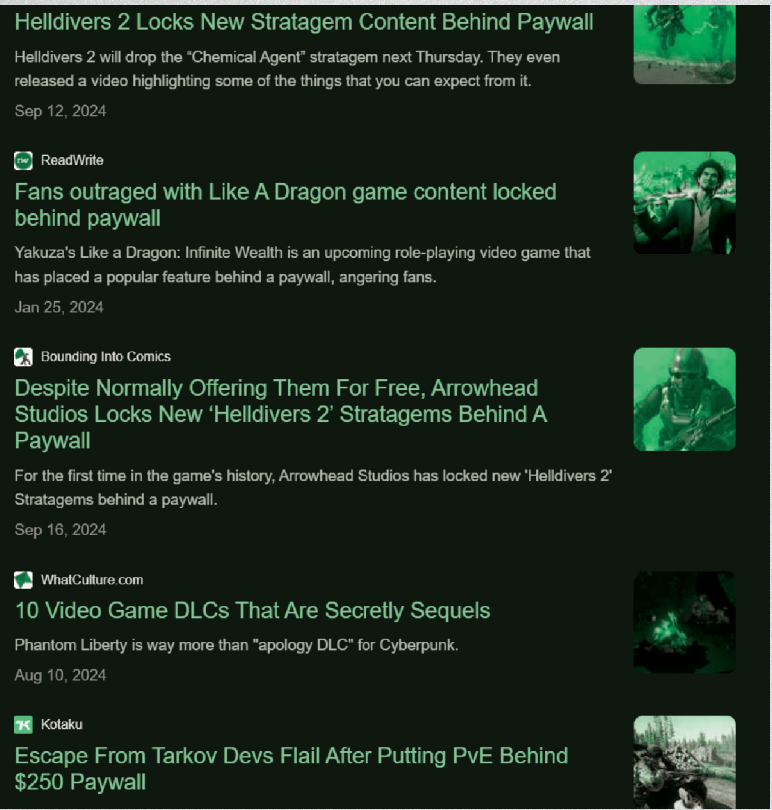 Helldivers 2 Locks New Stratagem Content Behind Paywall
Helldivers 2 will drop the “Chemical Agent” stratagem next Thursday. They even
released a video highlighting some of the things that you can expect from it.
Sep 12, 2024
rw ReadWrite
Fans outraged with Like A Dragon game content locked
behind paywall
Yakuza's Like a Dragon: Infinite Wealth is an upcoming role-playing video game that
has placed a popular feature behind a paywall, angering fans.
Jan 25, 2024
Bounding Into Comics
Despite Normally Offering Them For Free, Arrowhead
Studios Locks New ‘Helldivers 2’ Stratagems Behind A
Paywall
For the first time in the game's history, Arrowhead Studios has locked new 'Helldivers 2'
Stratagems behind a paywall.
Sep 16, 2024
WhatCulture.com
10 Video Game DLCs That Are Secretly Sequels
Phantom Liberty is way more than "apology DLC" for Cyberpunk.
Aug 10, 2024
K Kotaku
Escape From Tarkov Devs Flail After Putting PvE Behind
$250 Paywall